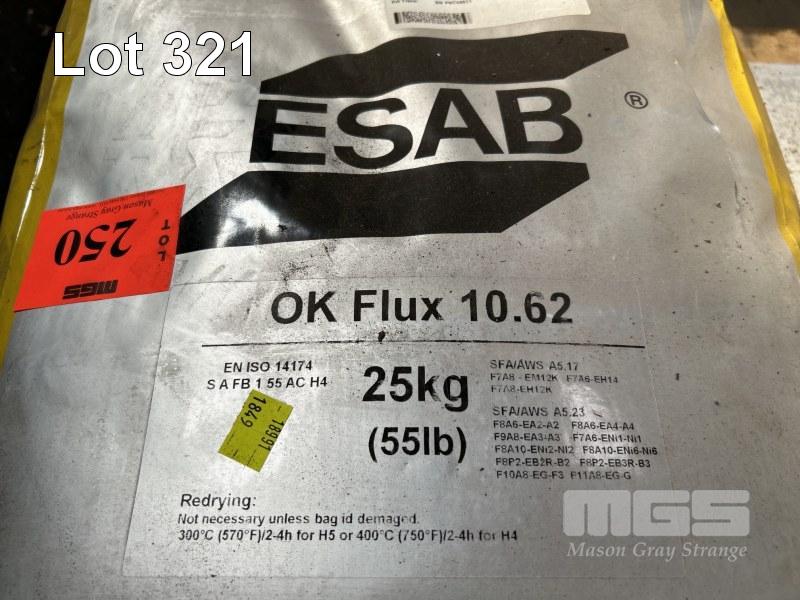 Lot 321
ESAB®
MGS
LOT
250
Mason Gray Strange
OK Flux 10.62
EN ISO 14174
S A FB 1 55 AC H4
25kg
(55lb)
SFA/AWS A5.17
F7A8 - EM12K F7A6-EH14
F7A8-EH12K
SFA/AWS A5.23
F8A6-EA2-A2 F8A6-EA4-A4
F9A8-EA3-A3 F7A6-ENi1-Ni1
F8A10-ENi2-Ni2 F8A10-ENi6-Ni6
F8P2-EB2R-B2 F8P2-EB3R-B3
F10A8-EG-F3 F11A8-EG-G
18991
1849
Redrying:
Not necessary unless bag id demaged.
300°C (570°F)/2-4h for H5 or 400°C (750°F)/2-4h for H4
MGS
Mason Gray Strange